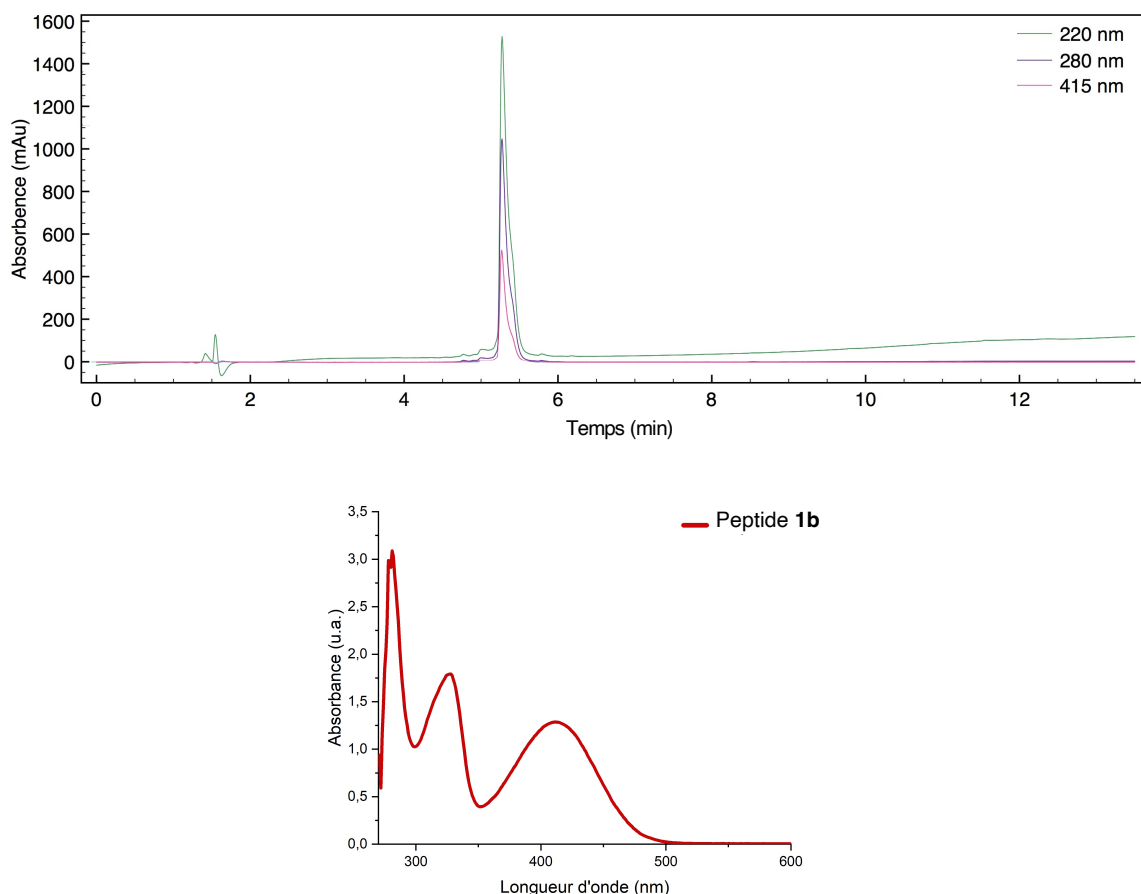 1600
1400
1200
1000
800
600
400
200
0
Absorbence (mAu)
220 nm
280 nm
415 nm
0 2 4 6 8 10 12
Temps (min)
3,5
3,0
2,5
2,0
1,5
1,0
0,5
0,0
Absorbance (u.a.)
Peptide 1b
300 400 500 600
Longueur d'onde (nm)